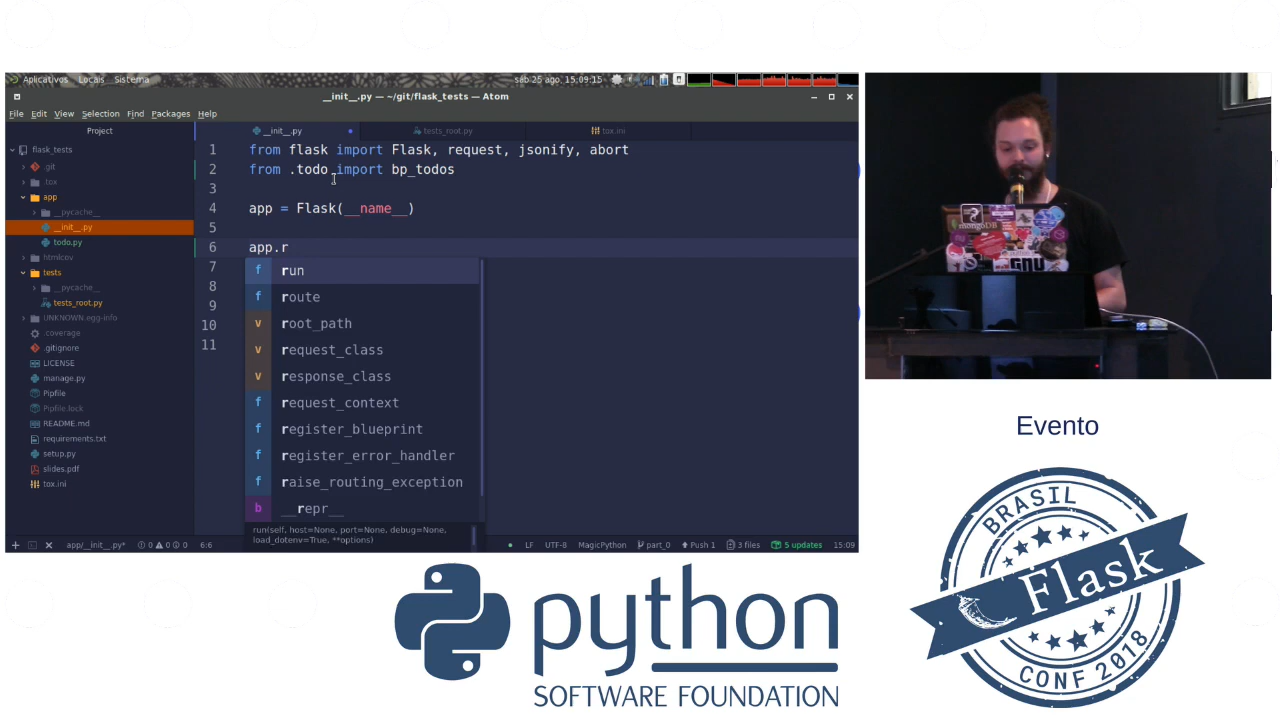 Aplicativos Locais Sistema
sáb 25 ago, 15:09:15
__init__.py — ~/git/flask_tests — Atom
File Edit View Selection Find Packages Help
Project
__init__.py
tests_root.py
tox.ini
flask_tests
.git
.tox
app
__pycache__
__init__.py
todo.py
htmlcov
tests
__pycache__
tests_root.py
UNKNOWN.egg-info
.coverage
.gitignore
LICENSE
manage.py
Pipfile
Pipfile.lock
README.md
requirements.txt
setup.py
slides.pdf
tox.ini
1 from flask import Flask, request, jsonify, abort
2 from .todo import bp_todos
3
4 app = Flask(__name__)
5
6 app.r
7
8
9
10
11
f run
f route
v root_path
v request_class
v response_class
f request_context
f register_blueprint
f register_error_handler
f raise_routing_exception
b __repr__
run(self, host=None, port=None, debug=None,
load_dotenv=True, **options)
app/__init__.py* 0 0 0 6:6
LF UTF-8 MagicPython part_0 Push 1 3 files 5 updates 15:09
mongoDB
GNU
Evento
BRASIL
Flask
CONF 2018
python
SOFTWARE FOUNDATION